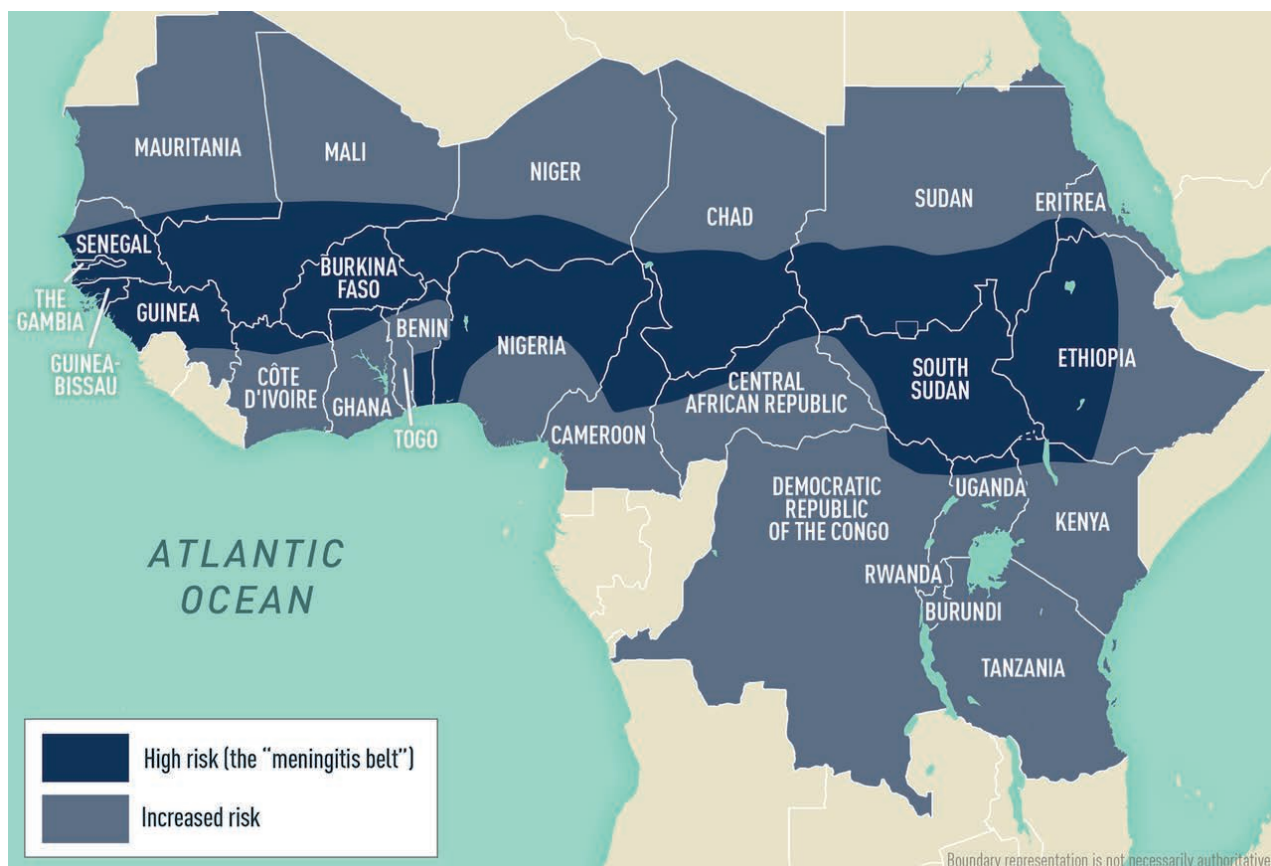 MAURITANIA
MALI
NIGER
CHAD
SUDAN
ERITREA
SENEGAL
THE
GAMBIA
GUINEA-
BISSAU
GUINEA
BURKINA
FASO
BENIN
NIGERIA
CÔTE
D'IVOIRE
GHANA
TOGO
CAMEROON
CENTRAL
AFRICAN REPUBLIC
SOUTH
SUDAN
ETHIOPIA
DEMOCRATIC
REPUBLIC
OF THE CONGO
UGANDA
KENYA
RWANDA
BURUNDI
TANZANIA
ATLANTIC
OCEAN
High risk (the “meningitis belt”)
Increased risk
Boundary representation is not necessarily authoritative